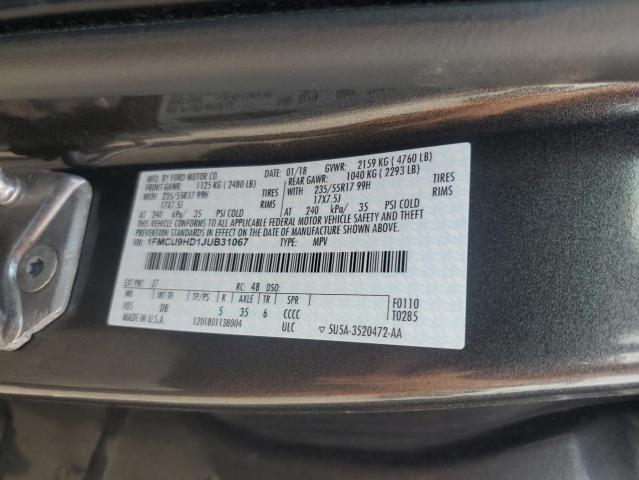 MFD. BY FORD MOTOR CO.
DATE: 01/18 GVWR: 2159 KG ( 4760 LB)
FRONT GAWR: 1125 KG ( 2480 LB) REAR GAWR: 1040 KG ( 2293 LB)
WITH 235/55R17 99H TIRES WITH 235/55R17 99H TIRES
17X7.5J RIMS 17X7.5J RIMS
AT 240 kPa/ 35 PSI COLD AT 240 kPa/ 35 PSI COLD
THIS VEHICLE CONFORMS TO ALL APPLICABLE FEDERAL MOTOR VEHICLE SAFETY AND THEFT
PREVENTION STANDARDS IN EFFECT ON THE DATE OF MANUFACTURE SHOWN ABOVE.
VIN: 1FMCU9HD1JUB31067 TYPE: MPV
EXT PNT: J7 RC: 48 DSO:
WB INT TR TP/PS R AXLE TR SPR F0110
105 DB 5 35 6 CCCC T0285
MADE IN U.S.A. 1201801138004 ULC 5U5A-3520472-AA